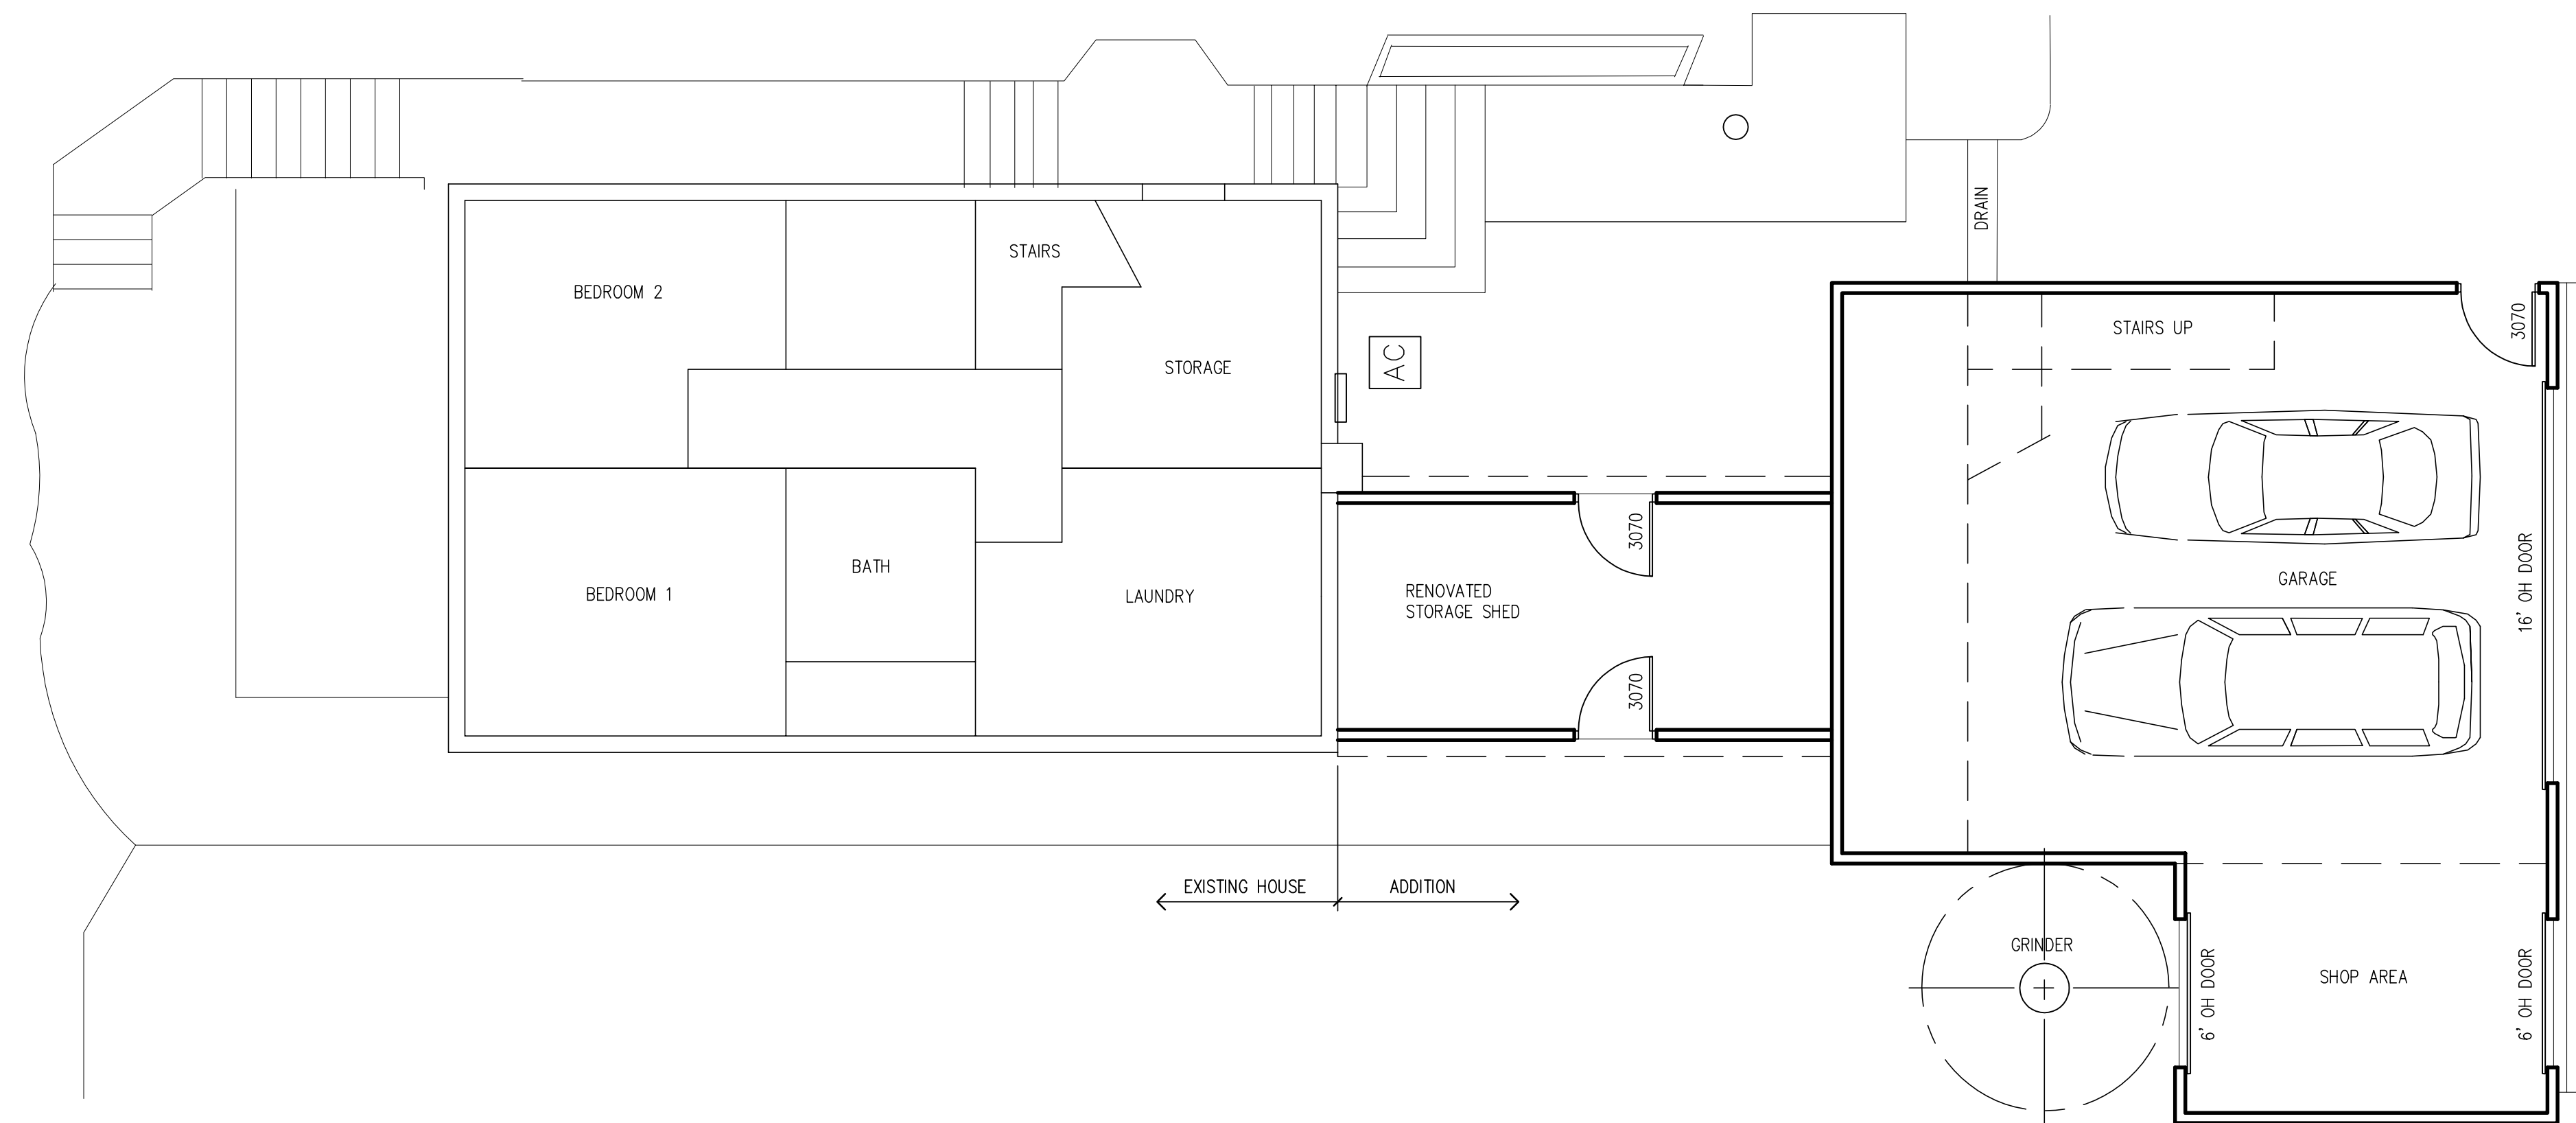 DRAIN
STAIRS
BEDROOM 2
STORAGE
AC
STAIRS UP
3070
BEDROOM 1
BATH
LAUNDRY
RENOVATED
STORAGE SHED
3070
3070
GARAGE
16' OH DOOR
EXISTING HOUSE
ADDITION
GRINDER
6' OH DOOR
SHOP AREA
6' OH DOOR